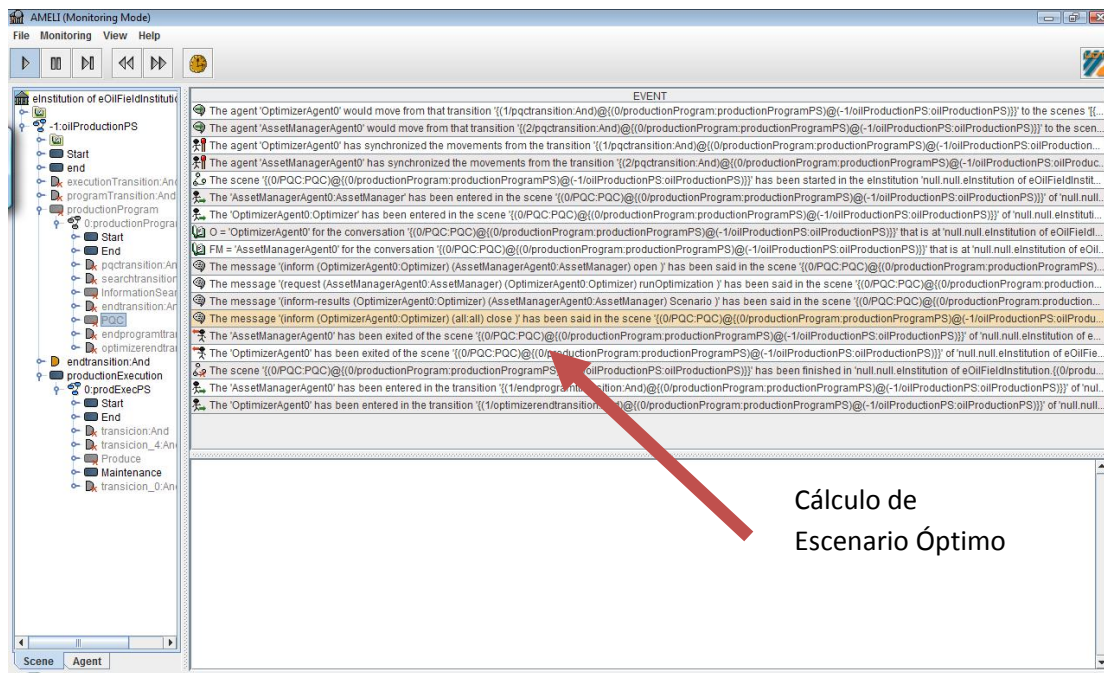 AMELI (Monitoring Mode)
File Monitoring View Help
eInstitution of eOilFieldInstitutio
-1:oilProductionPS
Start
end
executionTransition:And
programTransition:And
productionProgram
0:productionProgra
Start
End
pqctransition:An
searchtransition
InformationSear
endtransition:An
PQC
endprogramtrar
optimizerendtrar
endtransition:And
productionExecution
0:prodExecPS
Start
End
transicion:And
transicion_4:An
Produce
Maintenance
transicion_0:An
Scene Agent
EVENT
The agent 'OptimizerAgent0' would move from that transition '{(1/pqctransition:And)@{(0/productionProgram:productionProgramPS)@(-1/oilProductionPS:oilProductionPS)}}' to the scenes '{[...
The agent 'AssetManagerAgent0' would move from that transition '{(2/pqctransition:And)@{(0/productionProgram:productionProgramPS)@(-1/oilProductionPS:oilProductionPS)}}' to the scen...
The agent 'OptimizerAgent0' has synchronized the movements from the transition '{(1/pqctransition:And)@{(0/productionProgram:productionProgramPS)@(-1/oilProductionPS:oilProduction...
The agent 'AssetManagerAgent0' has synchronized the movements from the transition '{(2/pqctransition:And)@{(0/productionProgram:productionProgramPS)@(-1/oilProductionPS:oilProduc...
The scene '{(0/PQC:PQC)@{(0/productionProgram:productionProgramPS)@(-1/oilProductionPS:oilProductionPS)}}' has been started in the eInstitution 'null.null.eInstitution of eOilFieldInstit...
The 'AssetManagerAgent0:AssetManager' has been entered in the scene '{(0/PQC:PQC)@{(0/productionProgram:productionProgramPS)@(-1/oilProductionPS:oilProductionPS)}}' of 'null.null...
The 'OptimizerAgent0:Optimizer' has been entered in the scene '{(0/PQC:PQC)@{(0/productionProgram:productionProgramPS)@(-1/oilProductionPS:oilProductionPS)}}' of 'null.null.eInstituti...
O = 'OptimizerAgent0' for the conversation '{(0/PQC:PQC)@{(0/productionProgram:productionProgramPS)@(-1/oilProductionPS:oilProductionPS)}}' that is at 'null.null.eInstitution of eOilFieldI...
FM = 'AssetManagerAgent0' for the conversation '{(0/PQC:PQC)@{(0/productionProgram:productionProgramPS)@(-1/oilProductionPS:oilProductionPS)}}' that is at 'null.null.eInstitution of eOil...
The message '(inform (OptimizerAgent0:Optimizer) (AssetManagerAgent0:AssetManager) open )' has been said in the scene '{(0/PQC:PQC)@{(0/productionProgram:productionProgramPS)...
The message '(request (AssetManagerAgent0:AssetManager) (OptimizerAgent0:Optimizer) runOptimization )' has been said in the scene '{(0/PQC:PQC)@{(0/productionProgram:production...
The message '(inform-results (OptimizerAgent0:Optimizer) (AssetManagerAgent0:AssetManager) Scenario )' has been said in the scene '{(0/PQC:PQC)@{(0/productionProgram:production...
The message '(inform (OptimizerAgent0:Optimizer) (all:all) close )' has been said in the scene '{(0/PQC:PQC)@{(0/productionProgram:productionProgramPS)@(-1/oilProductionPS:oilProdu...
The 'AssetManagerAgent0' has been exited of the scene '{(0/PQC:PQC)@{(0/productionProgram:productionProgramPS)@(-1/oilProductionPS:oilProductionPS)}}' of 'null.null.eInstitution of e...
The 'OptimizerAgent0' has been exited of the scene '{(0/PQC:PQC)@{(0/productionProgram:productionProgramPS)@(-1/oilProductionPS:oilProductionPS)}}' of 'null.null.eInstitution of eOilFie...
The scene '{(0/PQC:PQC)@{(0/productionProgram:productionProgramPS)@(-1/oilProductionPS:oilProductionPS)}}' has been finished in 'null.null.eInstitution of eOilFieldInstitution.{(0/produ...
The 'AssetManagerAgent0' has been entered in the transition '{(1/endprogramtransition:And)@{(0/productionProgram:productionProgramPS)@(-1/oilProductionPS:oilProductionPS)}}' of 'nul...
The 'OptimizerAgent0' has been entered in the transition '{(1/optimizerendtransition:And)@{(0/productionProgram:productionProgramPS)@(-1/oilProductionPS:oilProductionPS)}}' of 'null.null...
Cálculo de
Escenario Óptimo